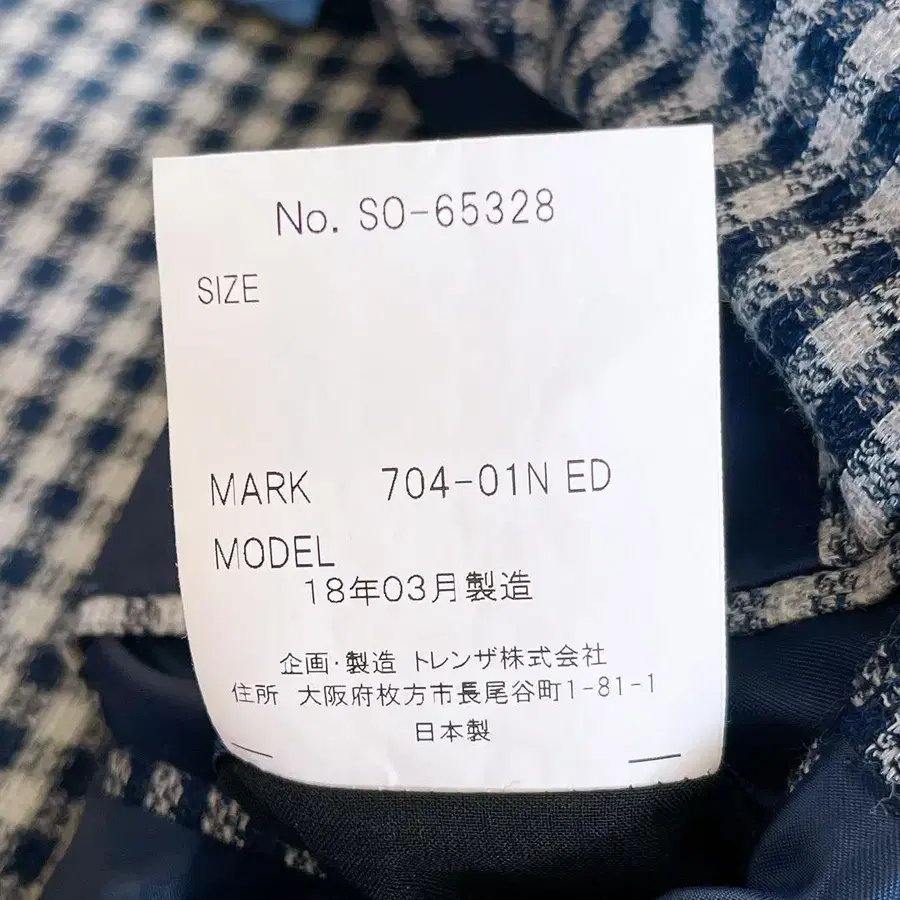 No. SO-65328
SIZE
MARK 704-01N ED
MODEL
18年03月製造
企画・製造 トレンザ株式会社
住所 大阪府枚方市長尾谷町1-81-1
日本製